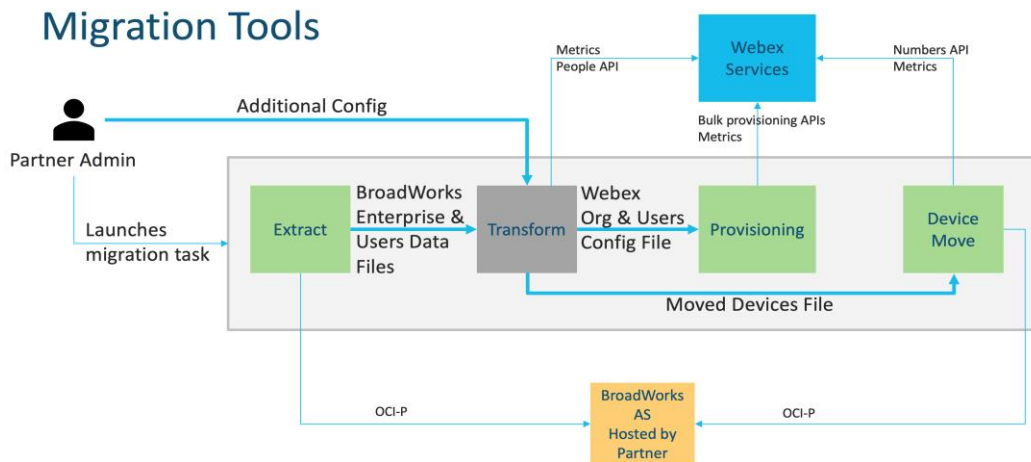 Migration Tools
Metrics
People API
Webex
Services
Numbers API
Metrics
Additional Config
Bulk provisioning APIs
Metrics
Partner Admin
Launches
migration task
Extract
BroadWorks
Enterprise &
Users Data
Files
Transform
Webex
Org & Users
Config File
Provisioning
Device
Move
Moved Devices File
OCI-P
BroadWorks
AS
Hosted by
Partner
OCI-P